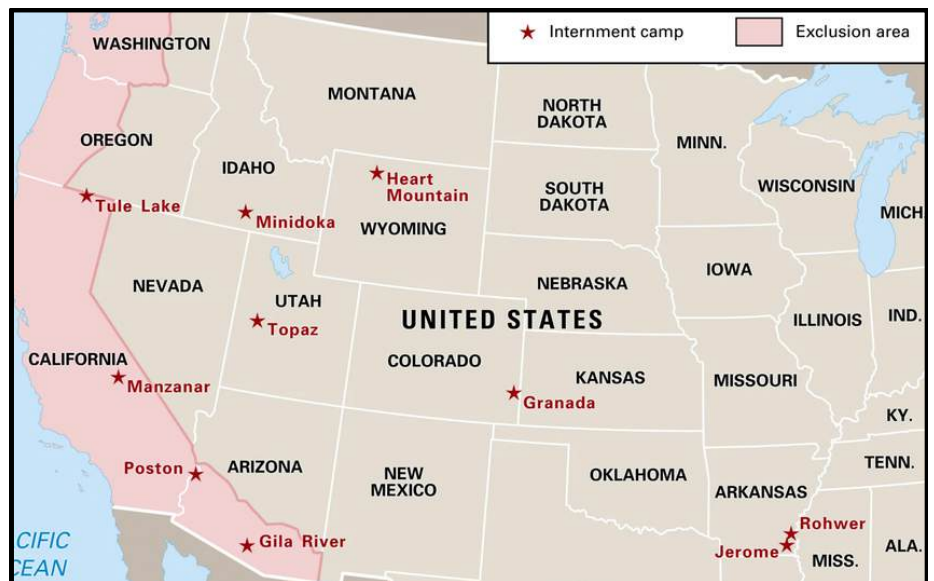 Internment camp
Exclusion area
WASHINGTON
MONTANA
NORTH
DAKOTA
MINN.
OREGON
IDAHO
Heart
Mountain
SOUTH
DAKOTA
WISCONSIN
MICH.
Tule Lake
Minidoka
WYOMING
NEVADA
UTAH
NEBRASKA
IOWA
Topaz
UNITED STATES
ILLINOIS
IND.
CALIFORNIA
Manzanar
COLORADO
KANSAS
MISSOURI
Granada
KY.
Poston
ARIZONA
NEW
MEXICO
OKLAHOMA
TENN.
ARKANSAS
Rohwer
Gila River
Jerome
MISS.
ALA.
CIFIC
CEAN